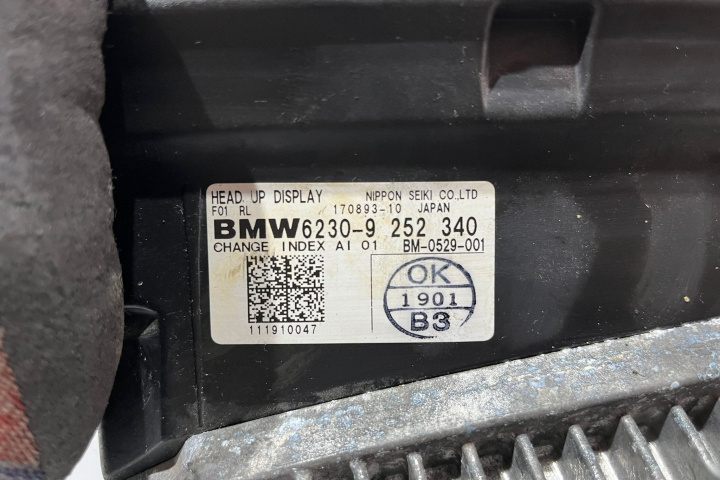 HEAD UP DISPLAY NIPPON SEIKI CO.,LTD
F01 RL 170893-10 JAPAN
BMW6230-9 252 340
CHANGE INDEX AI 01 BM-0529-001
OK
1901
B3
111910047